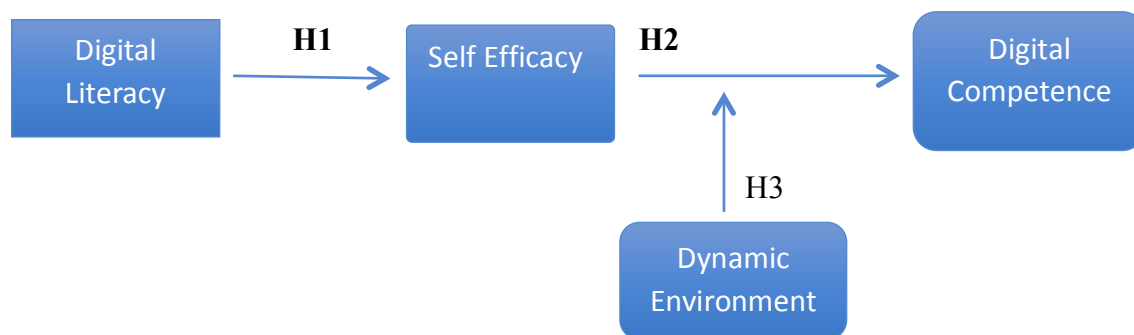 Digital
Literacy
H1
Self Efficacy
H2
Digital
Competence
H3
Dynamic
Environment